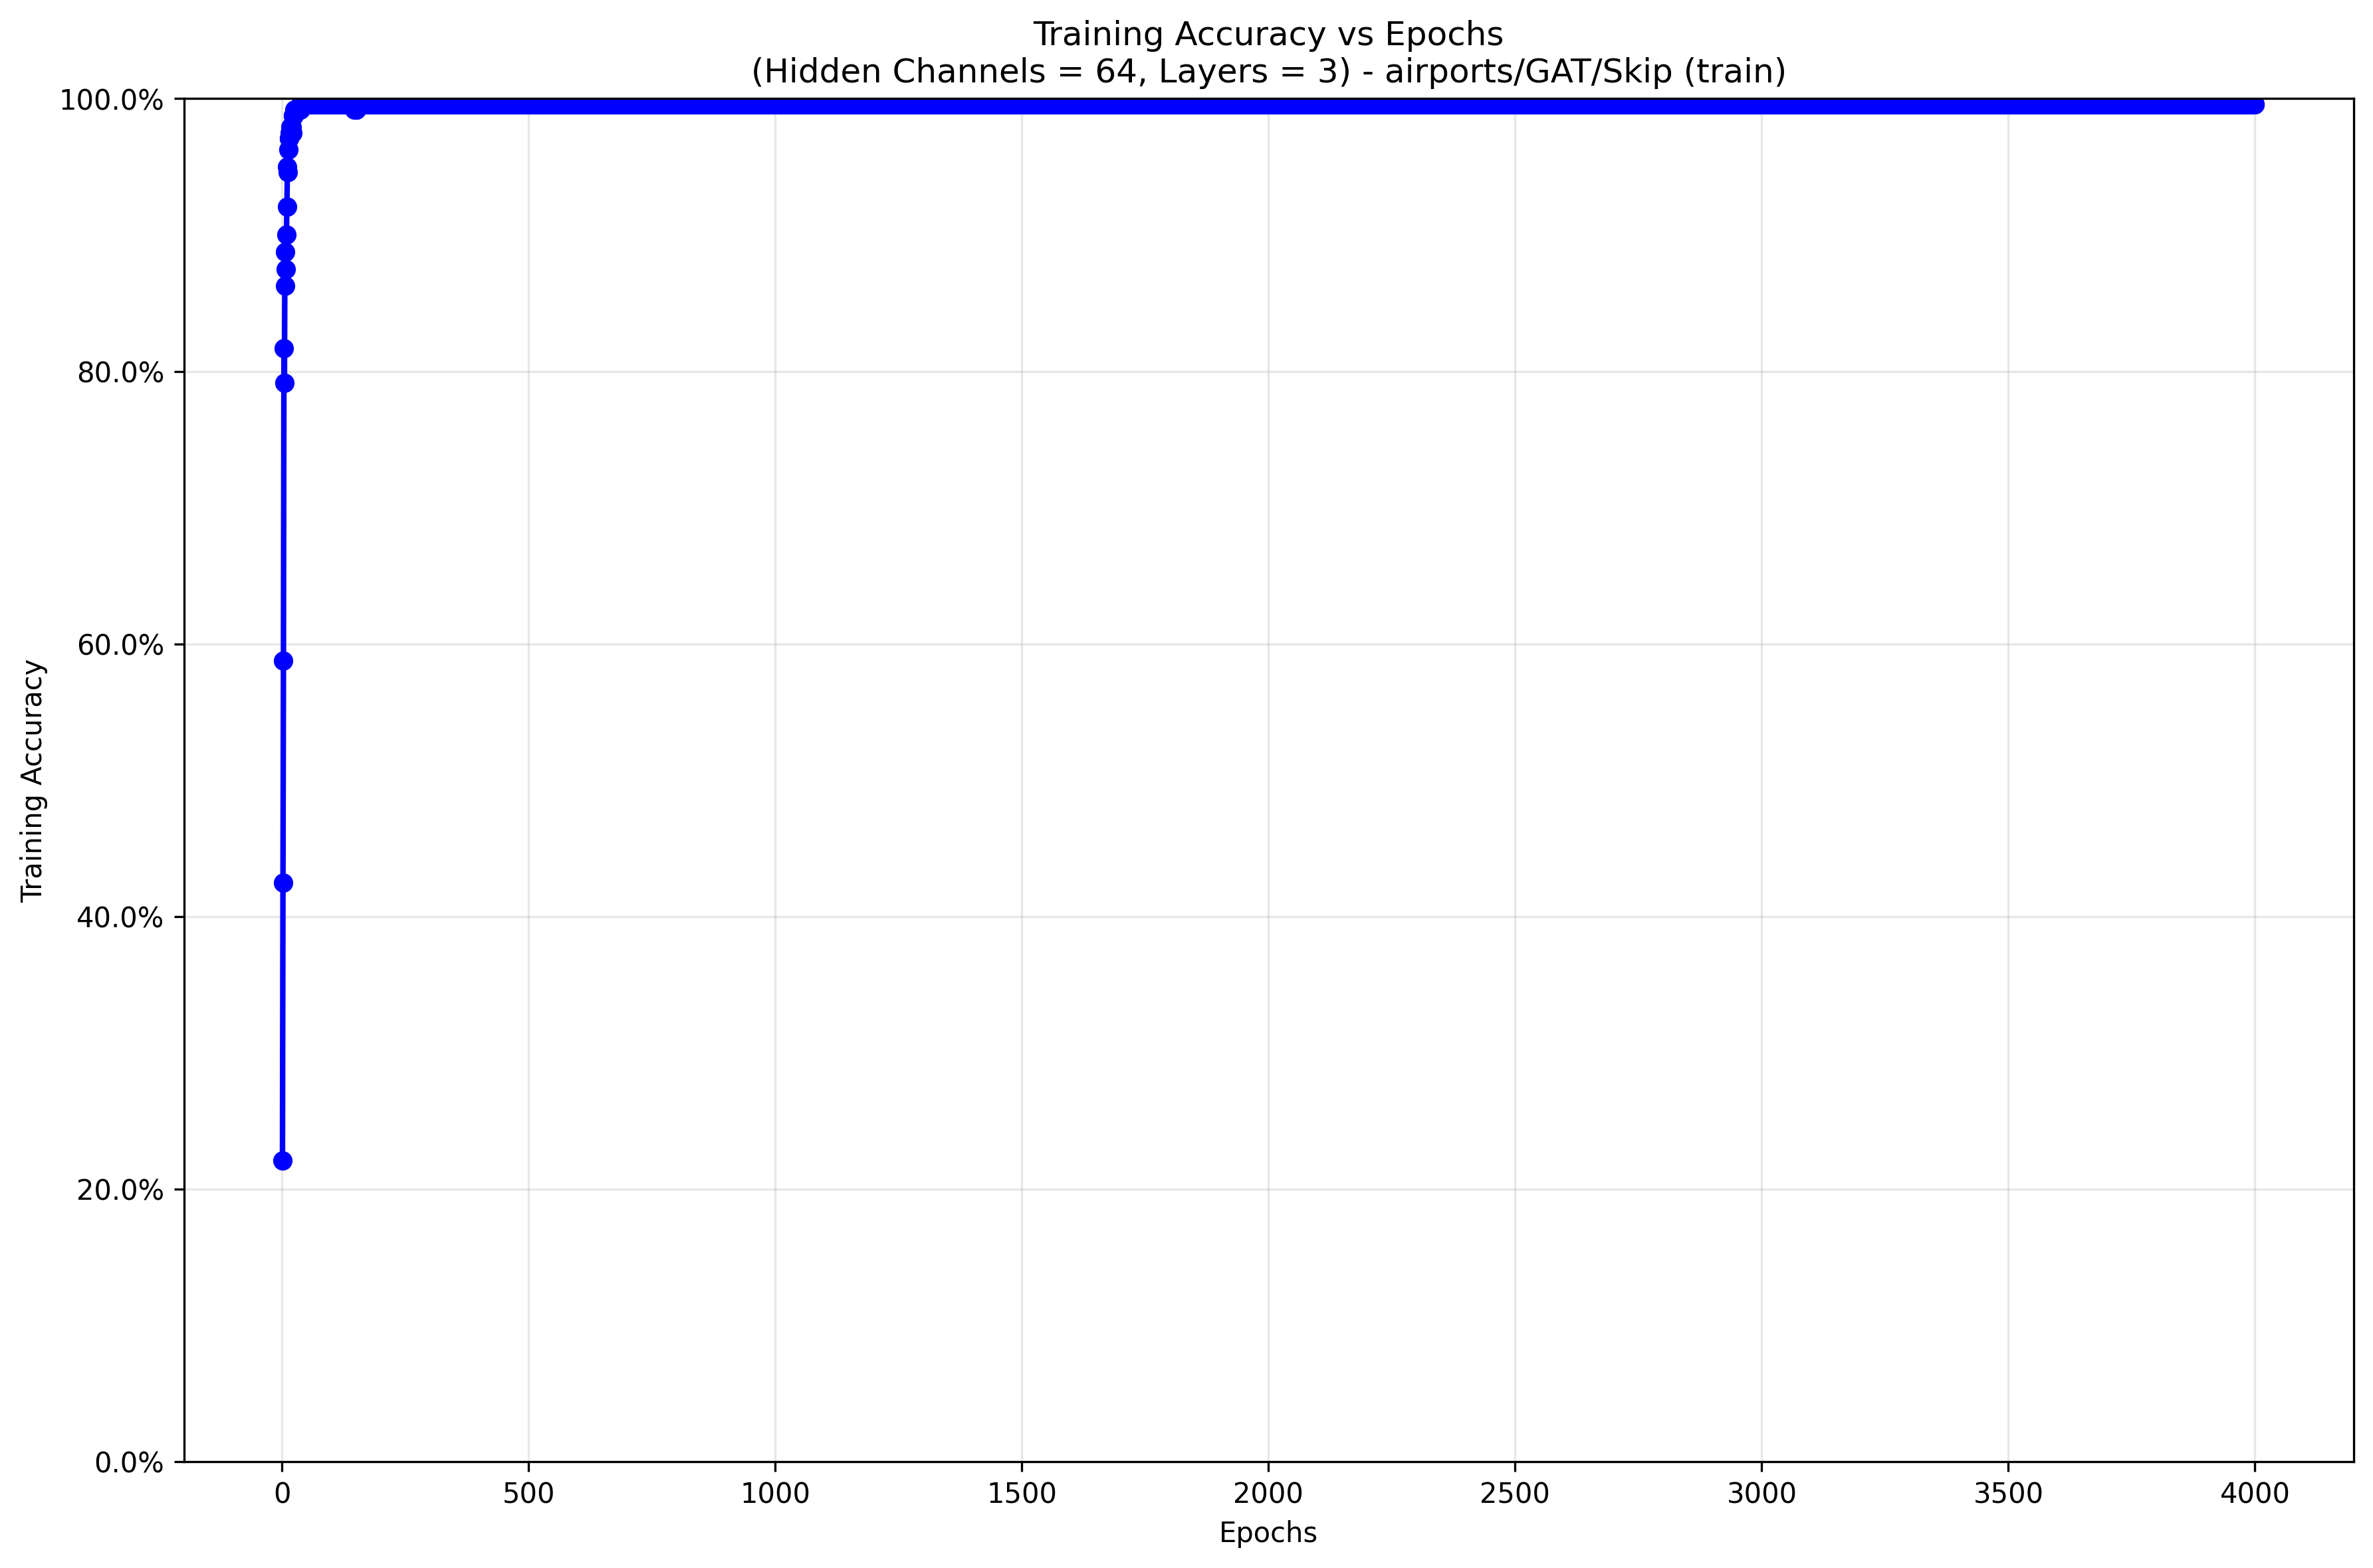 Training Accuracy vs Epochs
(Hidden Channels = 64, Layers = 3) - airports/GAT/Skip (train)
100.0%
80.0%
60.0%
40.0%
20.0%
0.0%
Training Accuracy
0 500 1000 1500 2000 2500 3000 3500 4000
Epochs